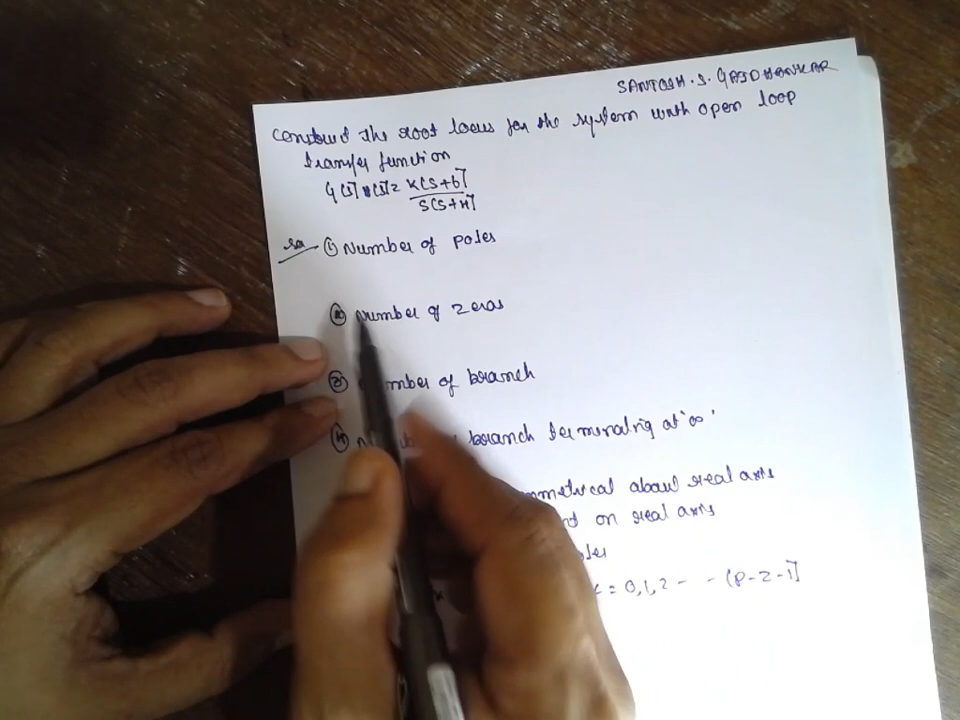 SANTOSH.S.GAJDHANKAR
Construct the root locus for the system with open loop
transfer function
G(S) H(S) = K(S+6)
S(S+4)
① Number of poles
② Number of zeros
③ Number of branch
④ branch terminating at '∞'
symmetrical about real axis
on real axis
= 0,1,2 - - (P-Z-1)